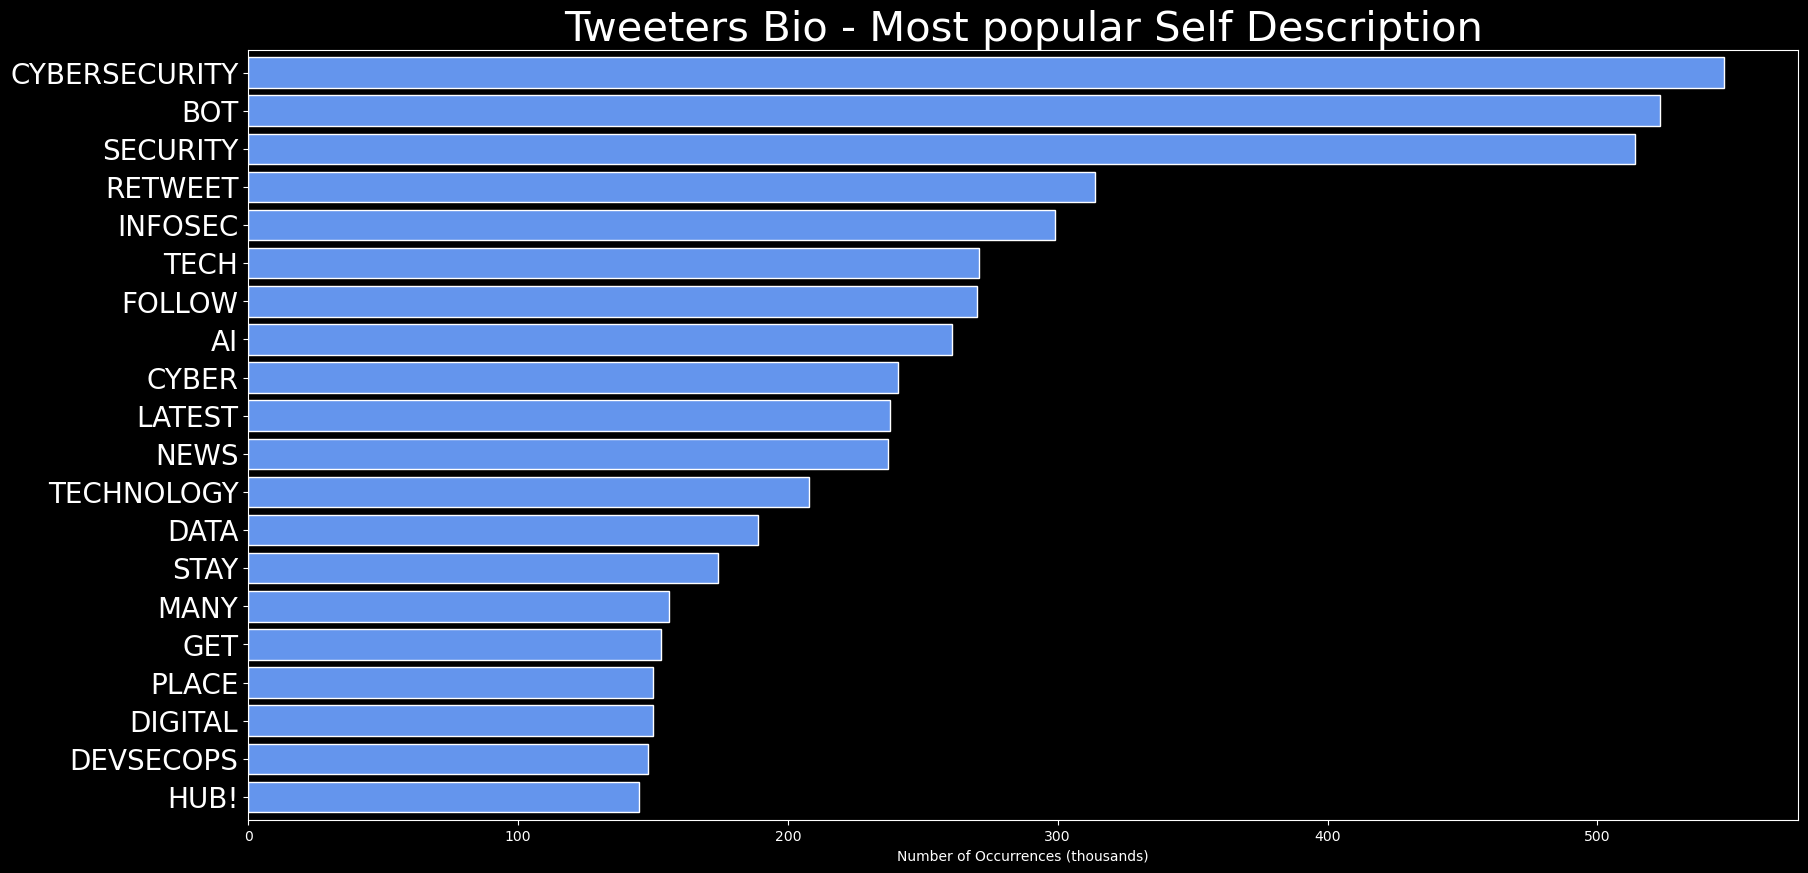 Tweeters Bio - Most popular Self Description
CYBERSECURITY
BOT
SECURITY
RETWEET
INFOSEC
TECH
FOLLOW
AI
CYBER
LATEST
NEWS
TECHNOLOGY
DATA
STAY
MANY
GET
PLACE
DIGITAL
DEVSECOPS
HUB!
0 100 200 300 400 500
Number of Occurrences (thousands)